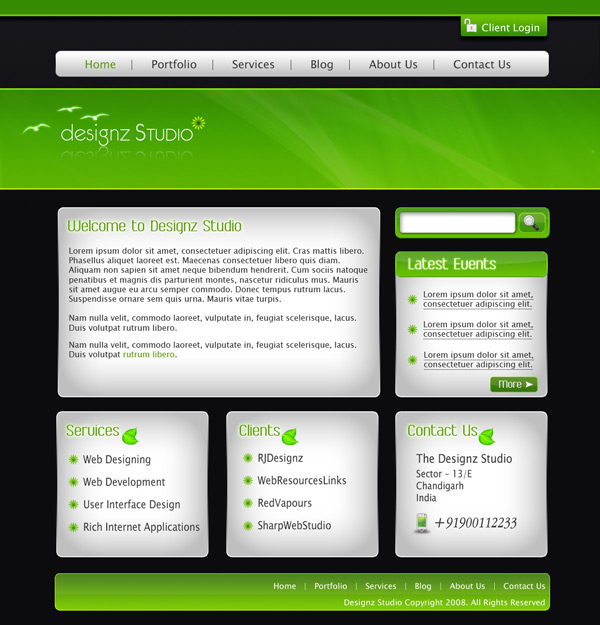 Client Login
Home | Portfolio | Services | Blog | About Us | Contact Us
designz STUDIO
Welcome to Designz Studio
Lorem ipsum dolor sit amet, consectetuer adipiscing elit. Cras mattis libero.
Phasellus aliquet laoreet est. Maecenas consectetuer libero quis diam.
Aliquam non sapien sit amet neque bibendum hendrerit. Cum sociis natoque
penatibus et magnis dis parturient montes, nascetur ridiculus mus. Mauris
sit amet augue eu arcu semper commodo. Donec tempus rutrum lacus.
Suspendisse ornare sem quis urna. Mauris vitae turpis.
Nam nulla velit, commodo laoreet, vulputate in, feugiat scelerisque, lacus.
Duis volutpat rutrum libero.
Nam nulla velit, commodo laoreet, vulputate in, feugiat scelerisque, lacus.
Duis volutpat rutrum libero.
Latest Events
Lorem ipsum dolor sit amet,
consectetuer adipiscing elit.
Lorem ipsum dolor sit amet,
consectetuer adipiscing elit.
Lorem ipsum dolor sit amet,
consectetuer adipiscing elit.
More
Services
Web Designing
Web Development
User Interface Design
Rich Internet Applications
Clients
RJDesignz
WebResourcesLinks
RedVapours
SharpWebStudio
Contact Us
The Designz Studio
Sector - 13/E
Chandigarh
India
+91900112233
Home | Portfolio | Services | Blog | About Us | Contact Us
Designz Studio Copyright 2008. All Rights Reserved